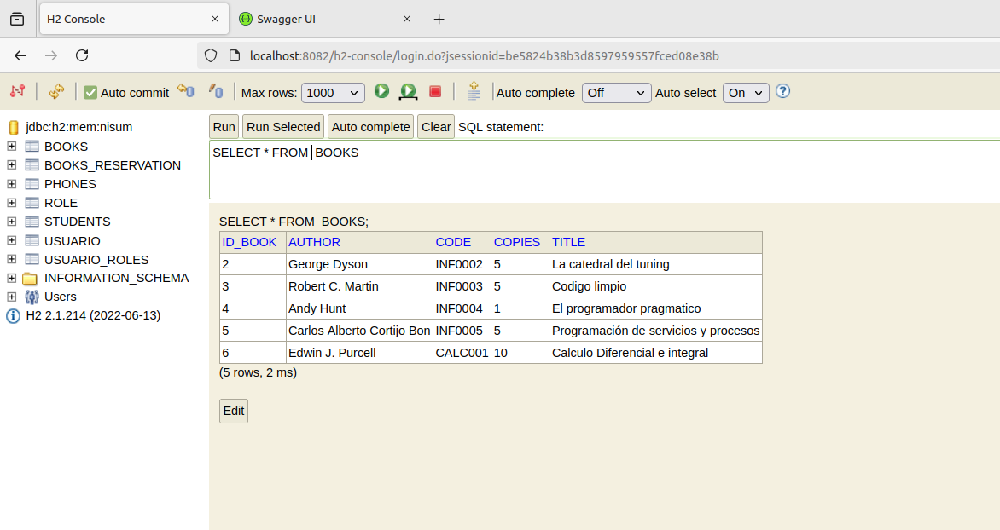 H2 Console
Swagger UI
localhost:8082/h2-console/login.do?jsessionid=be5824b38b3d8597959557fced08e38b
Auto commit Max rows: 1000 Auto complete Off Auto select On ?
jdbc:h2:mem:nisum
BOOKS
BOOKS_RESERVATION
PHONES
ROLE
STUDENTS
USUARIO
USUARIO_ROLES
INFORMATION_SCHEMA
Users
H2 2.1.214 (2022-06-13)
Run Run Selected Auto complete Clear SQL statement:
SELECT * FROM BOOKS
SELECT * FROM  BOOKS;
ID_BOOK AUTHOR CODE COPIES TITLE
2 George Dyson INF0002 5 La catedral del tuning
3 Robert C. Martin INF0003 5 Codigo limpio
4 Andy Hunt INF0004 1 El programador pragmatico
5 Carlos Alberto Cortijo Bon INF0005 5 Programación de servicios y procesos
6 Edwin J. Purcell CALC001 10 Calculo Diferencial e integral
(5 rows, 2 ms)
Edit